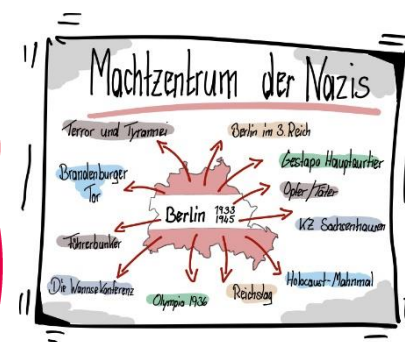 Machtzentrum der Nazis
Terror und Tyrannei
Berlin im 3. Reich
Brandenburger
Tor
Gestapo Hauptquartier
Opfer/Täter
Berlin 1933
1945
KZ Sachsenhausen
Führerbunker
Die Wannseekonferenz
Olympia 1936
Reichstag
Holocaust-Mahnmal